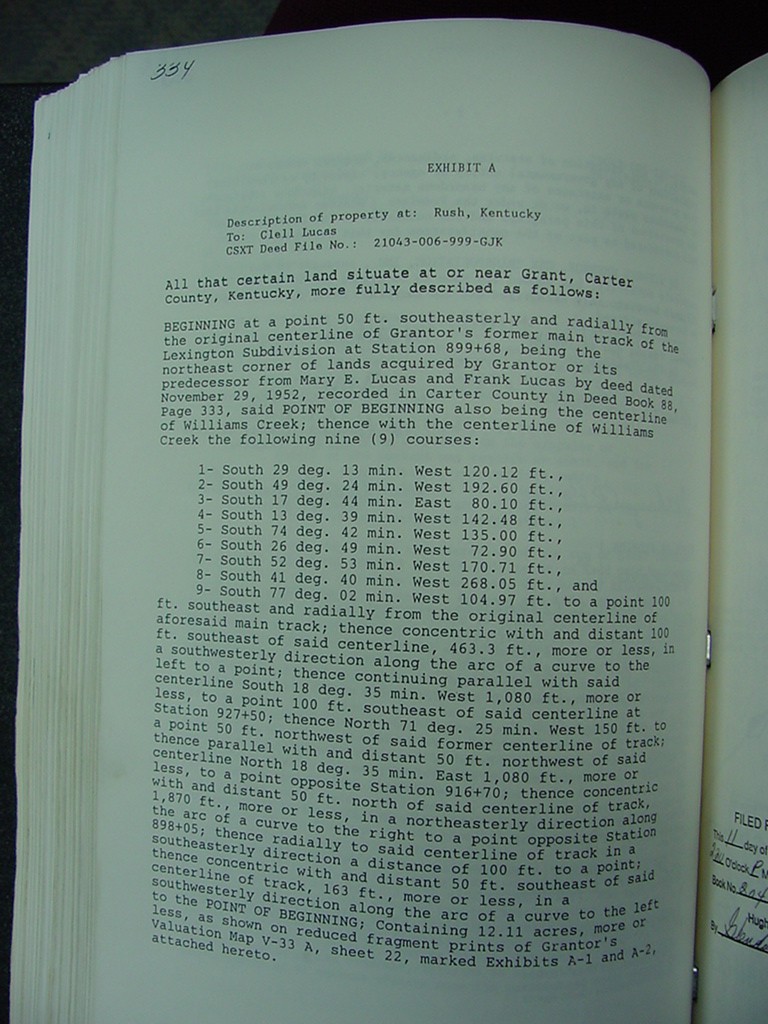 334
EXHIBIT A
Description of property at: Rush, Kentucky
To: Clell Lucas
CSXT Deed File No.: 21043-006-999-GJK
All that certain land situate at or near Grant, Carter
County, Kentucky, more fully described as follows:
BEGINNING at a point 50 ft. southeasterly and radially from
the original centerline of Grantor's former main track of the
Lexington Subdivision at Station 899+68, being the
northeast corner of lands acquired by Grantor or its
predecessor from Mary E. Lucas and Frank Lucas by deed dated
November 29, 1952, recorded in Carter County in Deed Book 88,
Page 333, said POINT OF BEGINNING also being the centerline
of Williams Creek; thence with the centerline of Williams
Creek the following nine (9) courses:
1- South 29 deg. 13 min. West 120.12 ft.,
2- South 49 deg. 24 min. West 192.60 ft.,
3- South 17 deg. 44 min. East 80.10 ft.,
4- South 13 deg. 39 min. West 142.48 ft.,
5- South 74 deg. 42 min. West 135.00 ft.,
6- South 26 deg. 49 min. West 72.90 ft.,
7- South 52 deg. 53 min. West 170.71 ft.,
8- South 41 deg. 40 min. West 268.05 ft., and
9- South 77 deg. 02 min. West 104.97 ft. to a point 100
ft. southeast and radially from the original centerline of
aforesaid main track; thence concentric with and distant 100
ft. southeast of said centerline, 463.3 ft., more or less, in
a southwesterly direction along the arc of a curve to the
left to a point; thence continuing parallel with said
centerline South 18 deg. 35 min. West 1,080 ft., more or
less, to a point 100 ft. southeast of said centerline at
Station 927+50; thence North 71 deg. 25 min. West 150 ft. to
a point 50 ft. northwest of said former centerline of track;
thence parallel with and distant 50 ft. northwest of said
centerline North 18 deg. 35 min. East 1,080 ft., more or
less, to a point opposite Station 916+70; thence concentric
with and distant 50 ft. north of said centerline of track,
1,870 ft., more or less, in a northeasterly direction along
the arc of a curve to the right to a point opposite Station
898+05; thence radially to said centerline of track in a
southeasterly direction a distance of 100 ft. to a point;
thence concentric with and distant 50 ft. southeast of said
centerline of track, 163 ft., more or less, in a
southwesterly direction along the arc of a curve to the left
to the POINT OF BEGINNING; Containing 12.11 acres, more or
less, as shown on reduced fragment prints of Grantor's
Valuation Map V-33 A, sheet 22, marked Exhibits A-1 and A-2,
attached hereto.
FILED
This 11 day of
O'clock P M
Book No.
Hugh
By